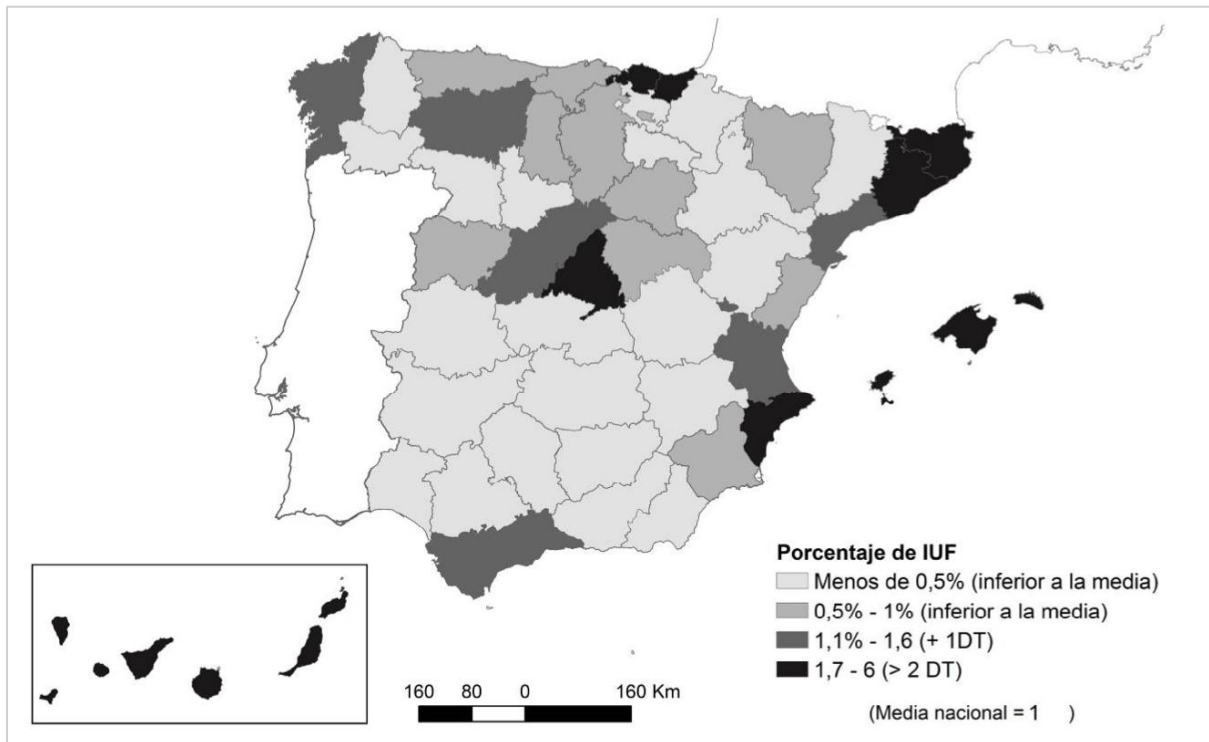 Porcentaje de IUF
Menos de 0,5% (inferior a la media)
0,5% - 1% (inferior a la media)
1,1% - 1,6 (+ 1DT)
1,7 - 6 (> 2 DT)
160 80 0 160 Km
(Media nacional = 1 )